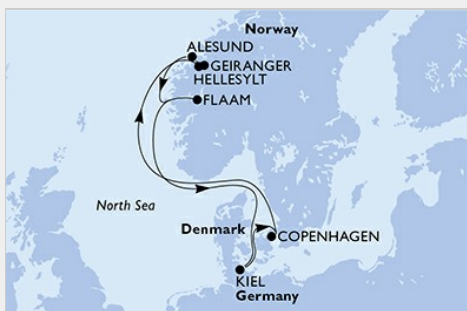 Norway
ALESUND
GEIRANGER
HELLESYLT
FLAAM
North Sea
Denmark
COPENHAGEN
KIEL
Germany